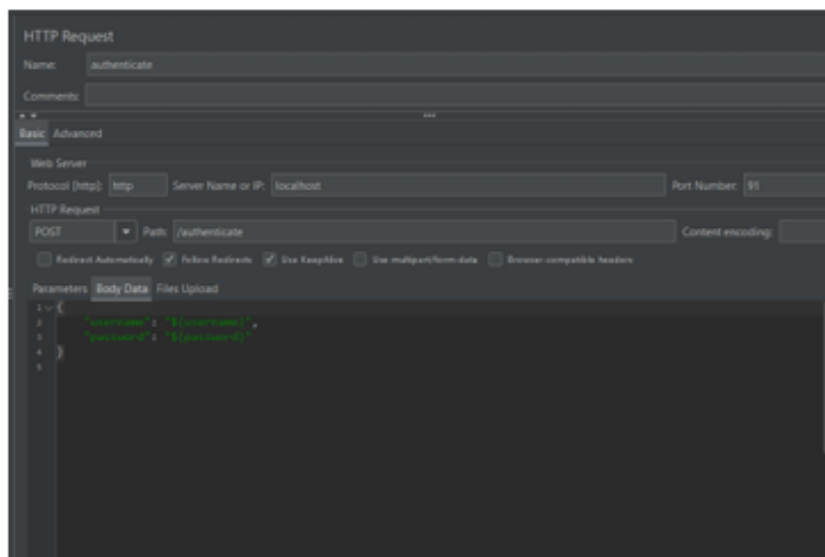 HTTP Request
Name: authenticate
Comments:
Basic Advanced
Web Server
Protocol [http]: http Server Name or IP: localhost Port Number: 91
HTTP Request
POST Path: /authenticate Content encoding:
Redirect Automatically Follow Redirects Use KeepAlive Use multipart/form-data Browser-compatible headers
Parameters Body Data Files Upload
1 {
2 "username": "${username}",
3 "password": "${password}"
4 }
5